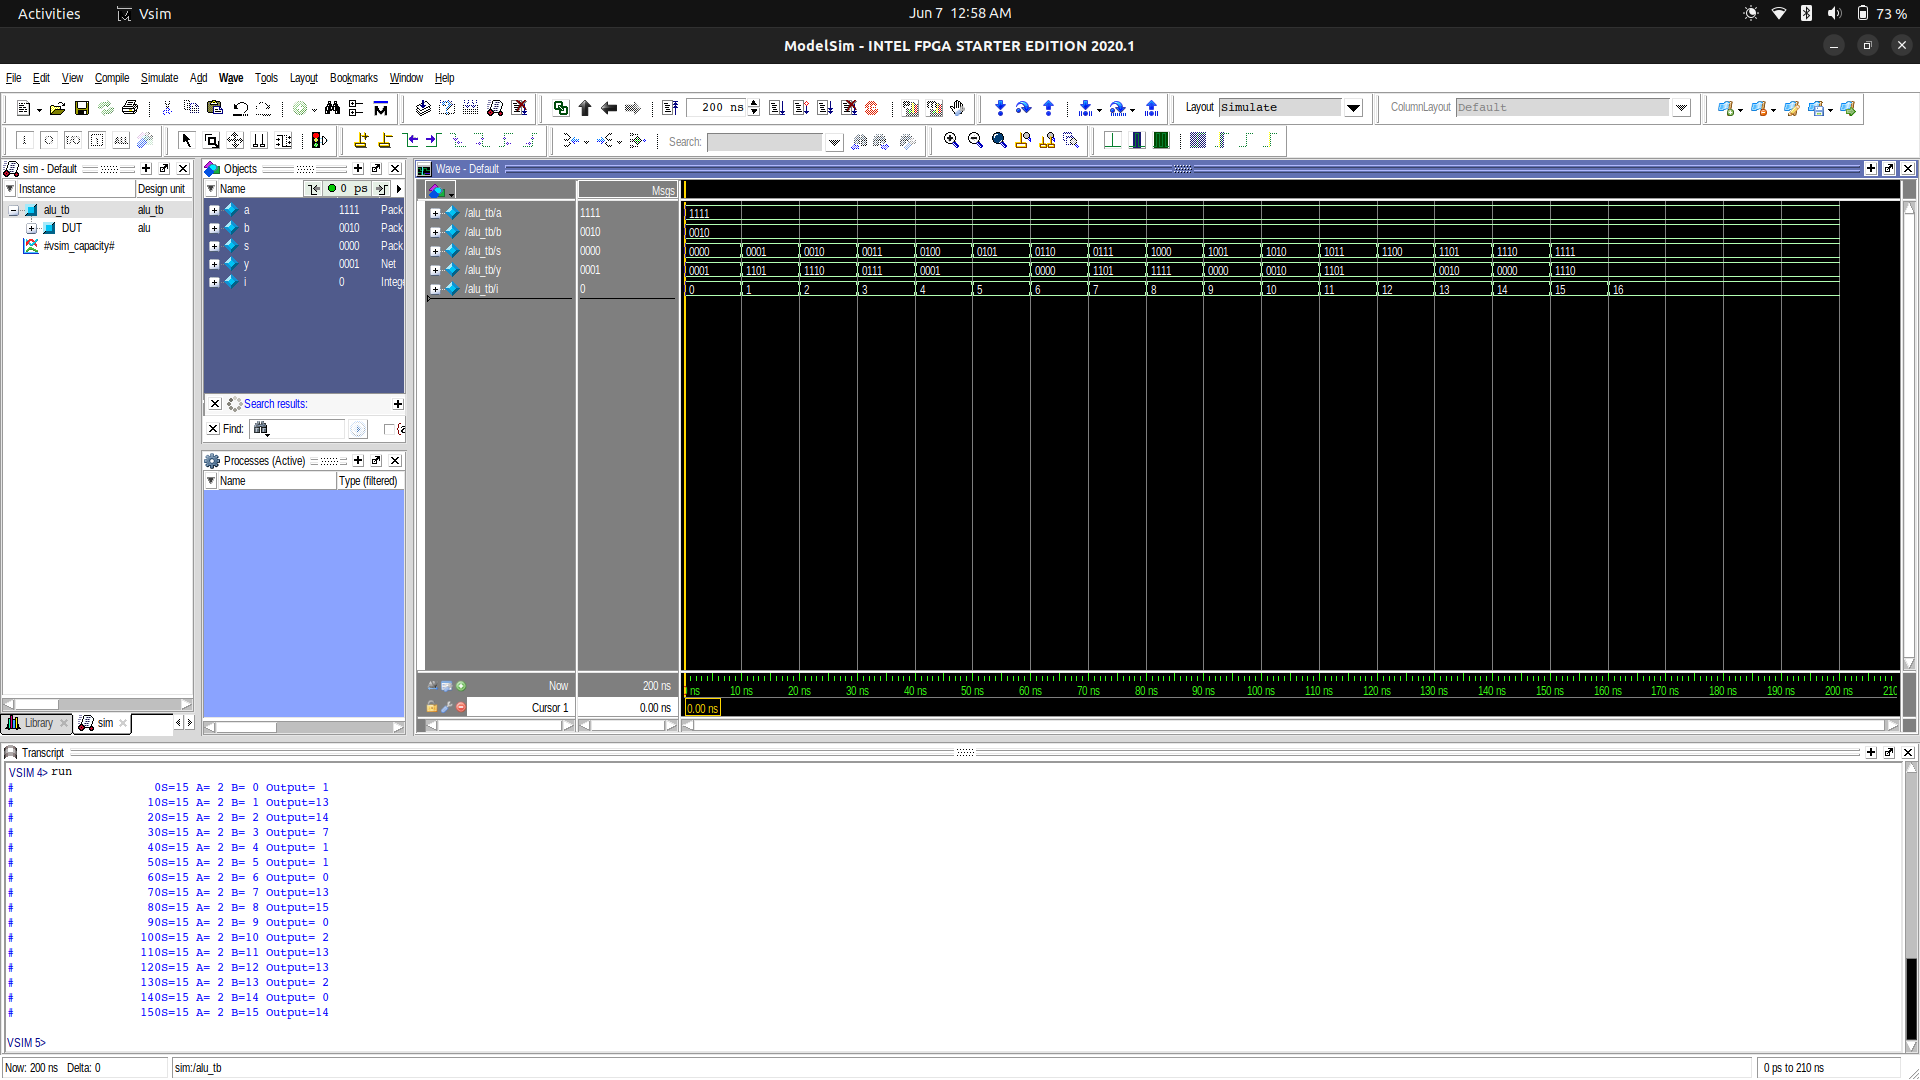 Activities Vsim Jun 7 12:58 AM 73 %
ModelSim - INTEL FPGA STARTER EDITION 2020.1
File Edit View Compile Simulate Add Wave Tools Layout Bookmarks Window Help
200 ns Layout Simulate ColumnLayout Default
Search:
sim - Default
Instance Design unit
alu_tb alu_tb
DUT alu
#vsim_capacity#
Library sim
Objects
Name 0 ps
a 1111 Pack
b 0010 Pack
s 0000 Pack
y 0001 Net
i 0 Integ
Search results:
Find:
Processes (Active)
Name Type (filtered)
Wave - Default
Msgs
/alu_tb/a 1111 1111
/alu_tb/b 0010 0010
/alu_tb/s 0000 0000 0001 0010 0011 0100 0101 0110 0111 1000 1001 1010 1011 1100 1101 1110 1111
/alu_tb/y 0001 0001 1101 1110 0111 0001 0000 1101 1111 0000 0010 1101 0010 0000 1110
/alu_tb/i 0 0 1 2 3 4 5 6 7 8 9 10 11 12 13 14 15 16
Now 200 ns ns 10 ns 20 ns 30 ns 40 ns 50 ns 60 ns 70 ns 80 ns 90 ns 100 ns 110 ns 120 ns 130 ns 140 ns 150 ns 160 ns 170 ns 180 ns 190 ns 200 ns 210
Cursor 1 0.00 ns 0.00 ns
Transcript
VSIM 4> run
# 0S=15 A= 2 B= 0 Output= 1
# 10S=15 A= 2 B= 1 Output=13
# 20S=15 A= 2 B= 2 Output=14
# 30S=15 A= 2 B= 3 Output= 7
# 40S=15 A= 2 B= 4 Output= 1
# 50S=15 A= 2 B= 5 Output= 1
# 60S=15 A= 2 B= 6 Output= 0
# 70S=15 A= 2 B= 7 Output=13
# 80S=15 A= 2 B= 8 Output=15
# 90S=15 A= 2 B= 9 Output= 0
# 100S=15 A= 2 B=10 Output= 2
# 110S=15 A= 2 B=11 Output=13
# 120S=15 A= 2 B=12 Output=13
# 130S=15 A= 2 B=13 Output= 2
# 140S=15 A= 2 B=14 Output= 0
# 150S=15 A= 2 B=15 Output=14
VSIM 5>
Now: 200 ns Delta: 0 sim:/alu_tb 0 ps to 210 ns